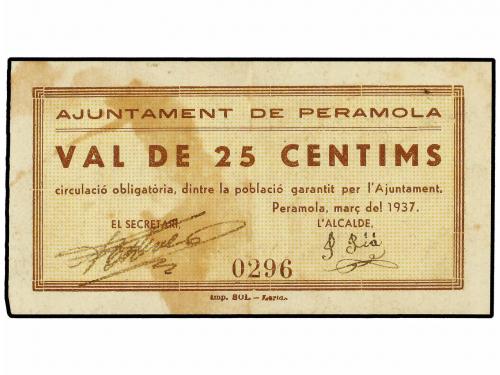 AJUNTAMENT DE PERAMOLA
VAL DE 25 CENTIMS
circulació obligatòria, dintre la població garantit per l'Ajuntament.
Peramola, març del 1937.
EL SECRETARI, L'ALCALDE,
0296
Imp. SOL - Lerida